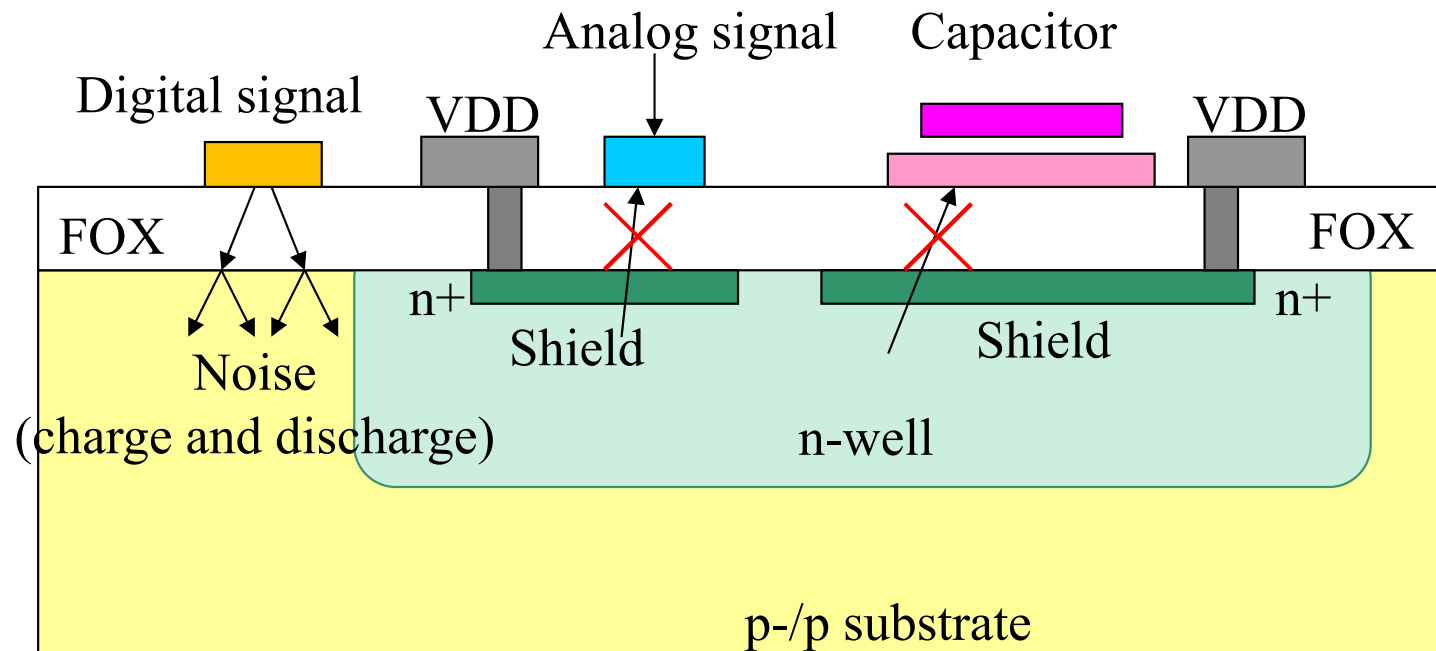 Analog signal
Capacitor
Digital signal
VDD
VDD
FOX
FOX
n+
n+
Shield
Shield
Noise
(charge and discharge)
n-well
p-/p substrate